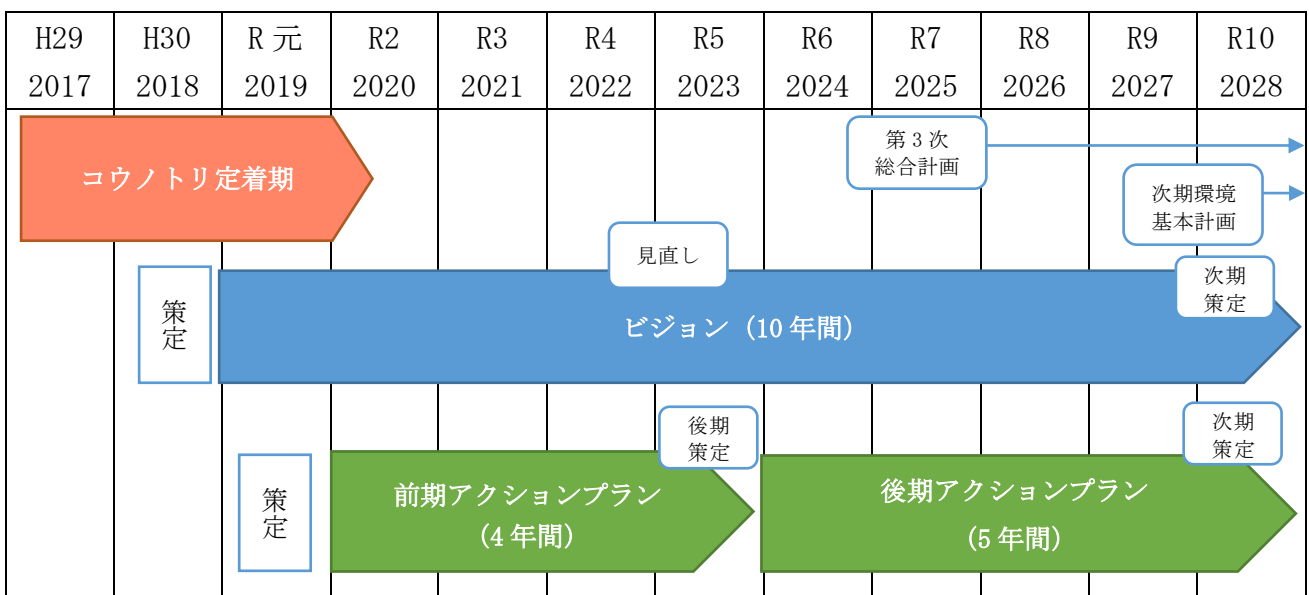 H29 H30 R元 R2 R3 R4 R5 R6 R7 R8 R9 R10
2017 2018 2019 2020 2021 2022 2023 2024 2025 2026 2027 2028
コウノトリ定着期
第3次
総合計画
次期環境
基本計画
見直し
策定
ビジョン（10年間）
次期
策定
策定
前期アクションプラン
（4年間）
後期
策定
後期アクションプラン
（5年間）
次期
策定